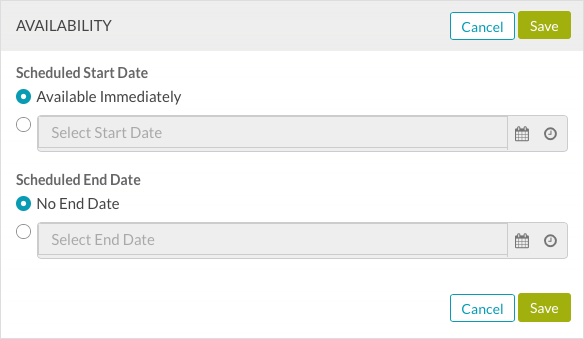 AVAILABILITY Cancel Save
Scheduled Start Date
Available Immediately
Select Start Date
Scheduled End Date
No End Date
Select End Date
Cancel Save